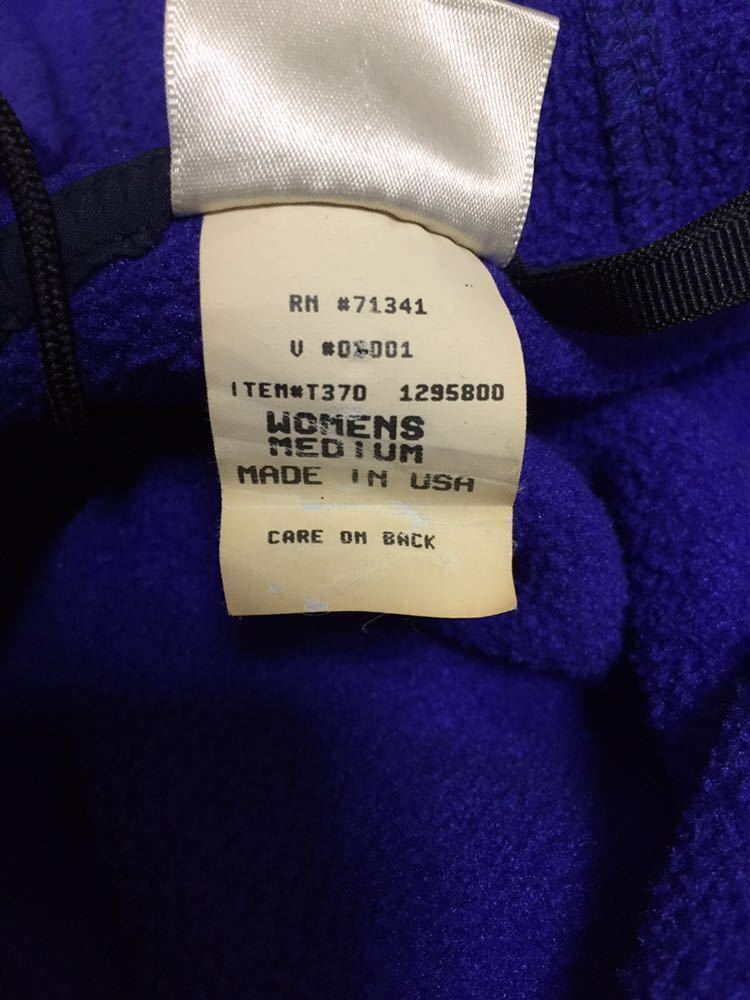 RN #71341
V #
ITEM#T370 1295800
WOMENS
MEDIUM
MADE IN USA
CARE ON BACK